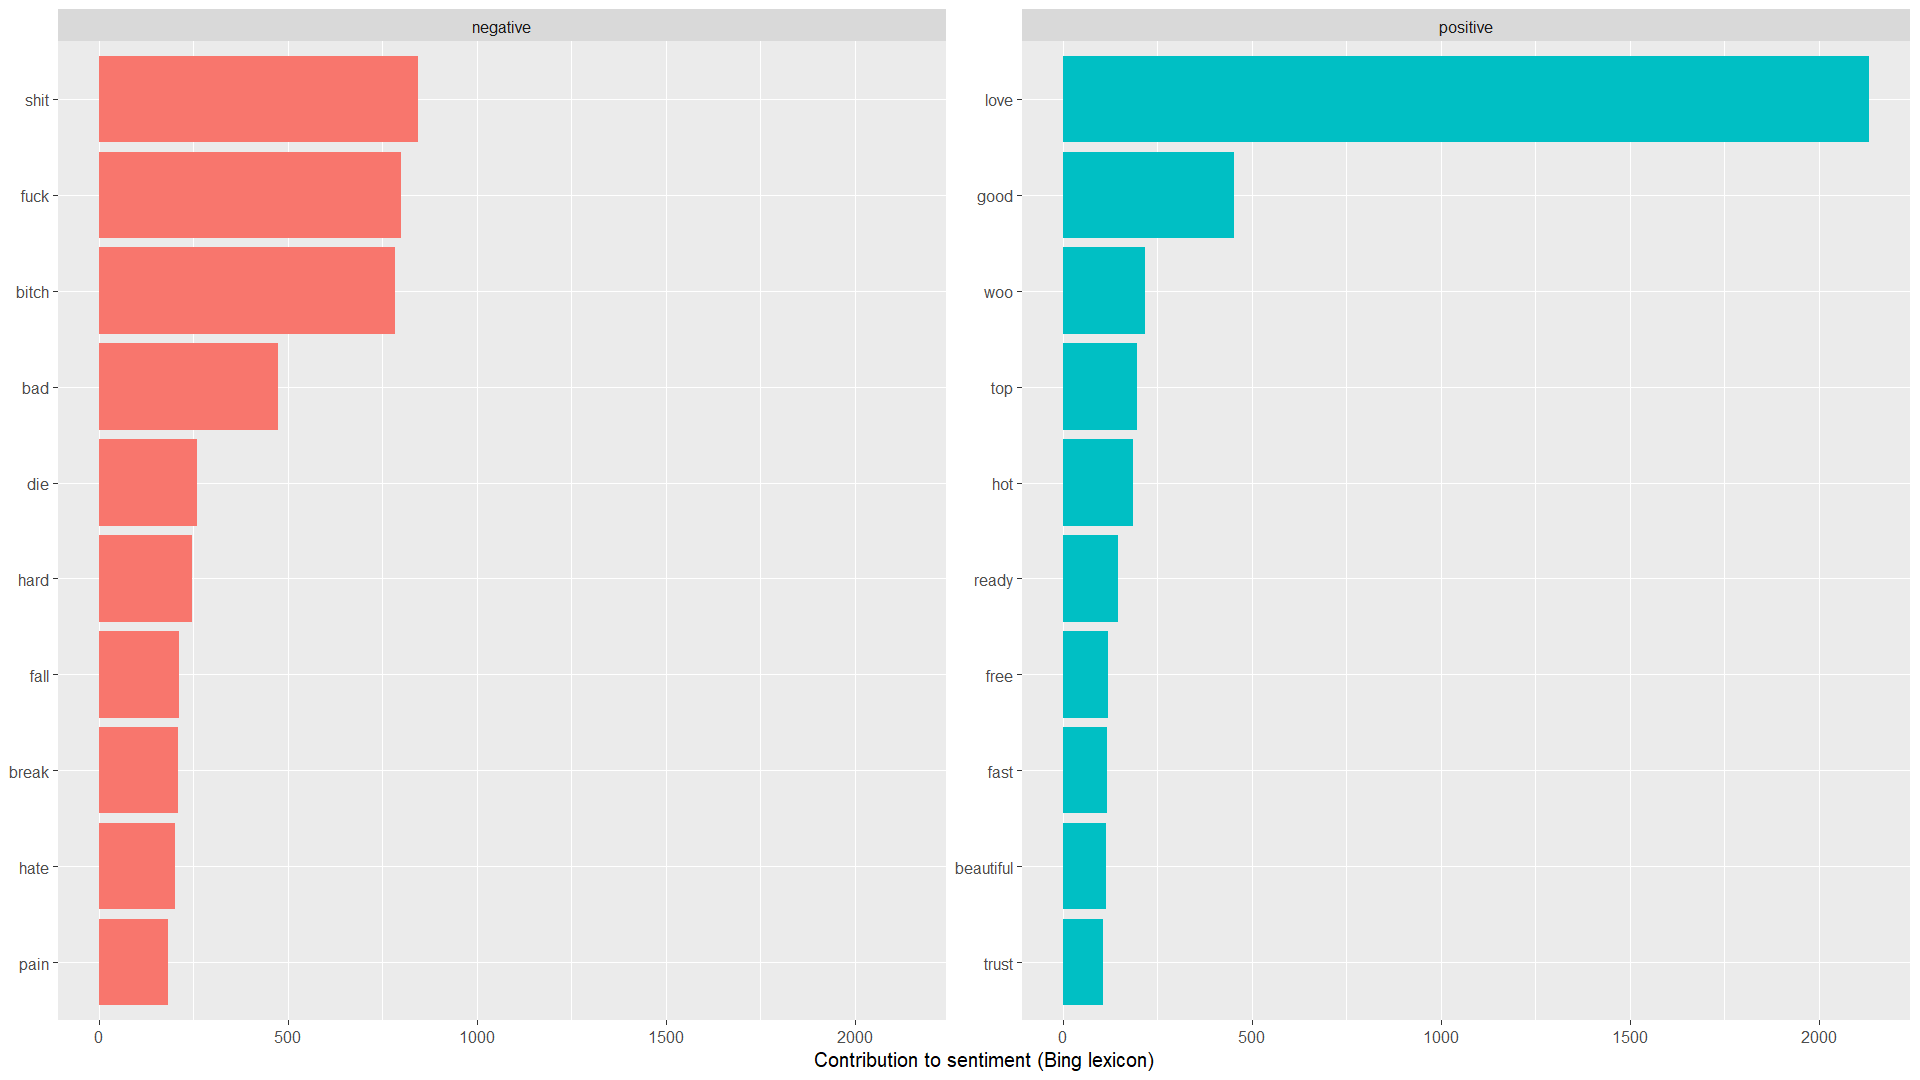 negative
shit
fuck
bitch
bad
die
hard
fall
break
hate
pain
0 500 1000 1500 2000
positive
love
good
woo
top
hot
ready
free
fast
beautiful
trust
0 500 1000 1500 2000
Contribution to sentiment (Bing lexicon)